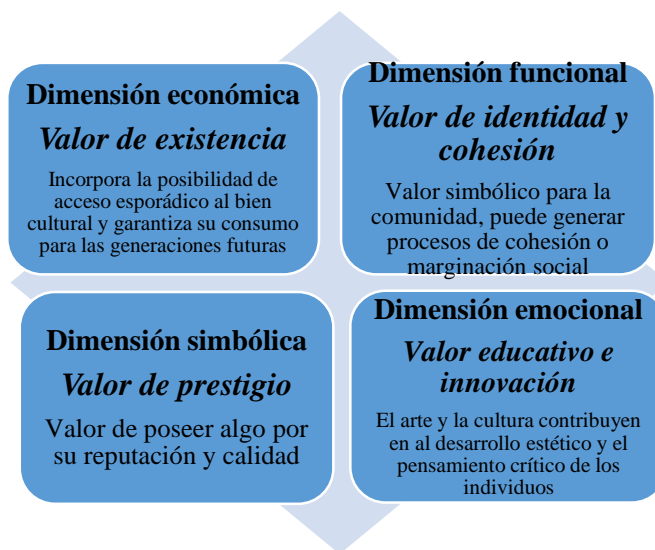 Dimensión económica
Valor de existencia
Incorpora la posibilidad de
acceso esporádico al bien
cultural y garantiza su consumo
para las generaciones futuras
Dimensión funcional
Valor de identidad y
cohesión
Valor simbólico para la
comunidad, puede generar
procesos de cohesión o
marginación social
Dimensión simbólica
Valor de prestigio
Valor de poseer algo por
su reputación y calidad
Dimensión emocional
Valor educativo e
innovación
El arte y la cultura contribuyen
en al desarrollo estético y el
pensamiento crítico de los
individuos